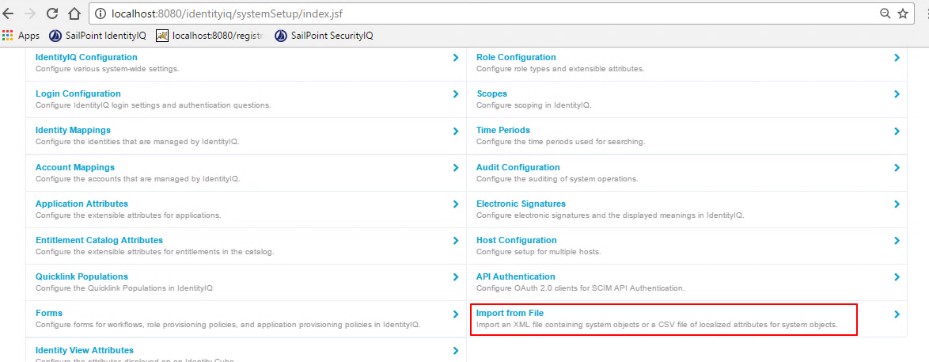 localhost:8080/identityiq/systemSetup/index.jsf
Apps SailPoint IdentityIQ localhost:8080/registr SailPoint SecurityIQ
IdentityIQ Configuration
Configure various system-wide settings.
Role Configuration
Configure role types and extensible attributes.
Login Configuration
Configure IdentityIQ login settings and authentication questions.
Scopes
Configure scoping in IdentityIQ.
Identity Mappings
Configure the identities that are managed by IdentityIQ.
Time Periods
Configure the time periods used for searching.
Account Mappings
Configure the accounts that are managed by IdentityIQ.
Audit Configuration
Configure the auditing of system operations.
Application Attributes
Configure the extensible attributes for applications.
Electronic Signatures
Configure electronic signatures and the displayed meanings in IdentityIQ.
Entitlement Catalog Attributes
Configure the extensible attributes for entitlements in the catalog.
Host Configuration
Configure setup for multiple hosts.
Quicklink Populations
Configure the Quicklink Populations in IdentityIQ
API Authentication
Configure OAuth 2.0 clients for SCIM API Authentication.
Forms
Configure forms for workflows, role provisioning policies, and application provisioning policies in IdentityIQ.
Import from File
Import an XML file containing system objects or a CSV file of localized attributes for system objects.
Identity View Attributes
Configure the attributes displayed on an Identity Cube